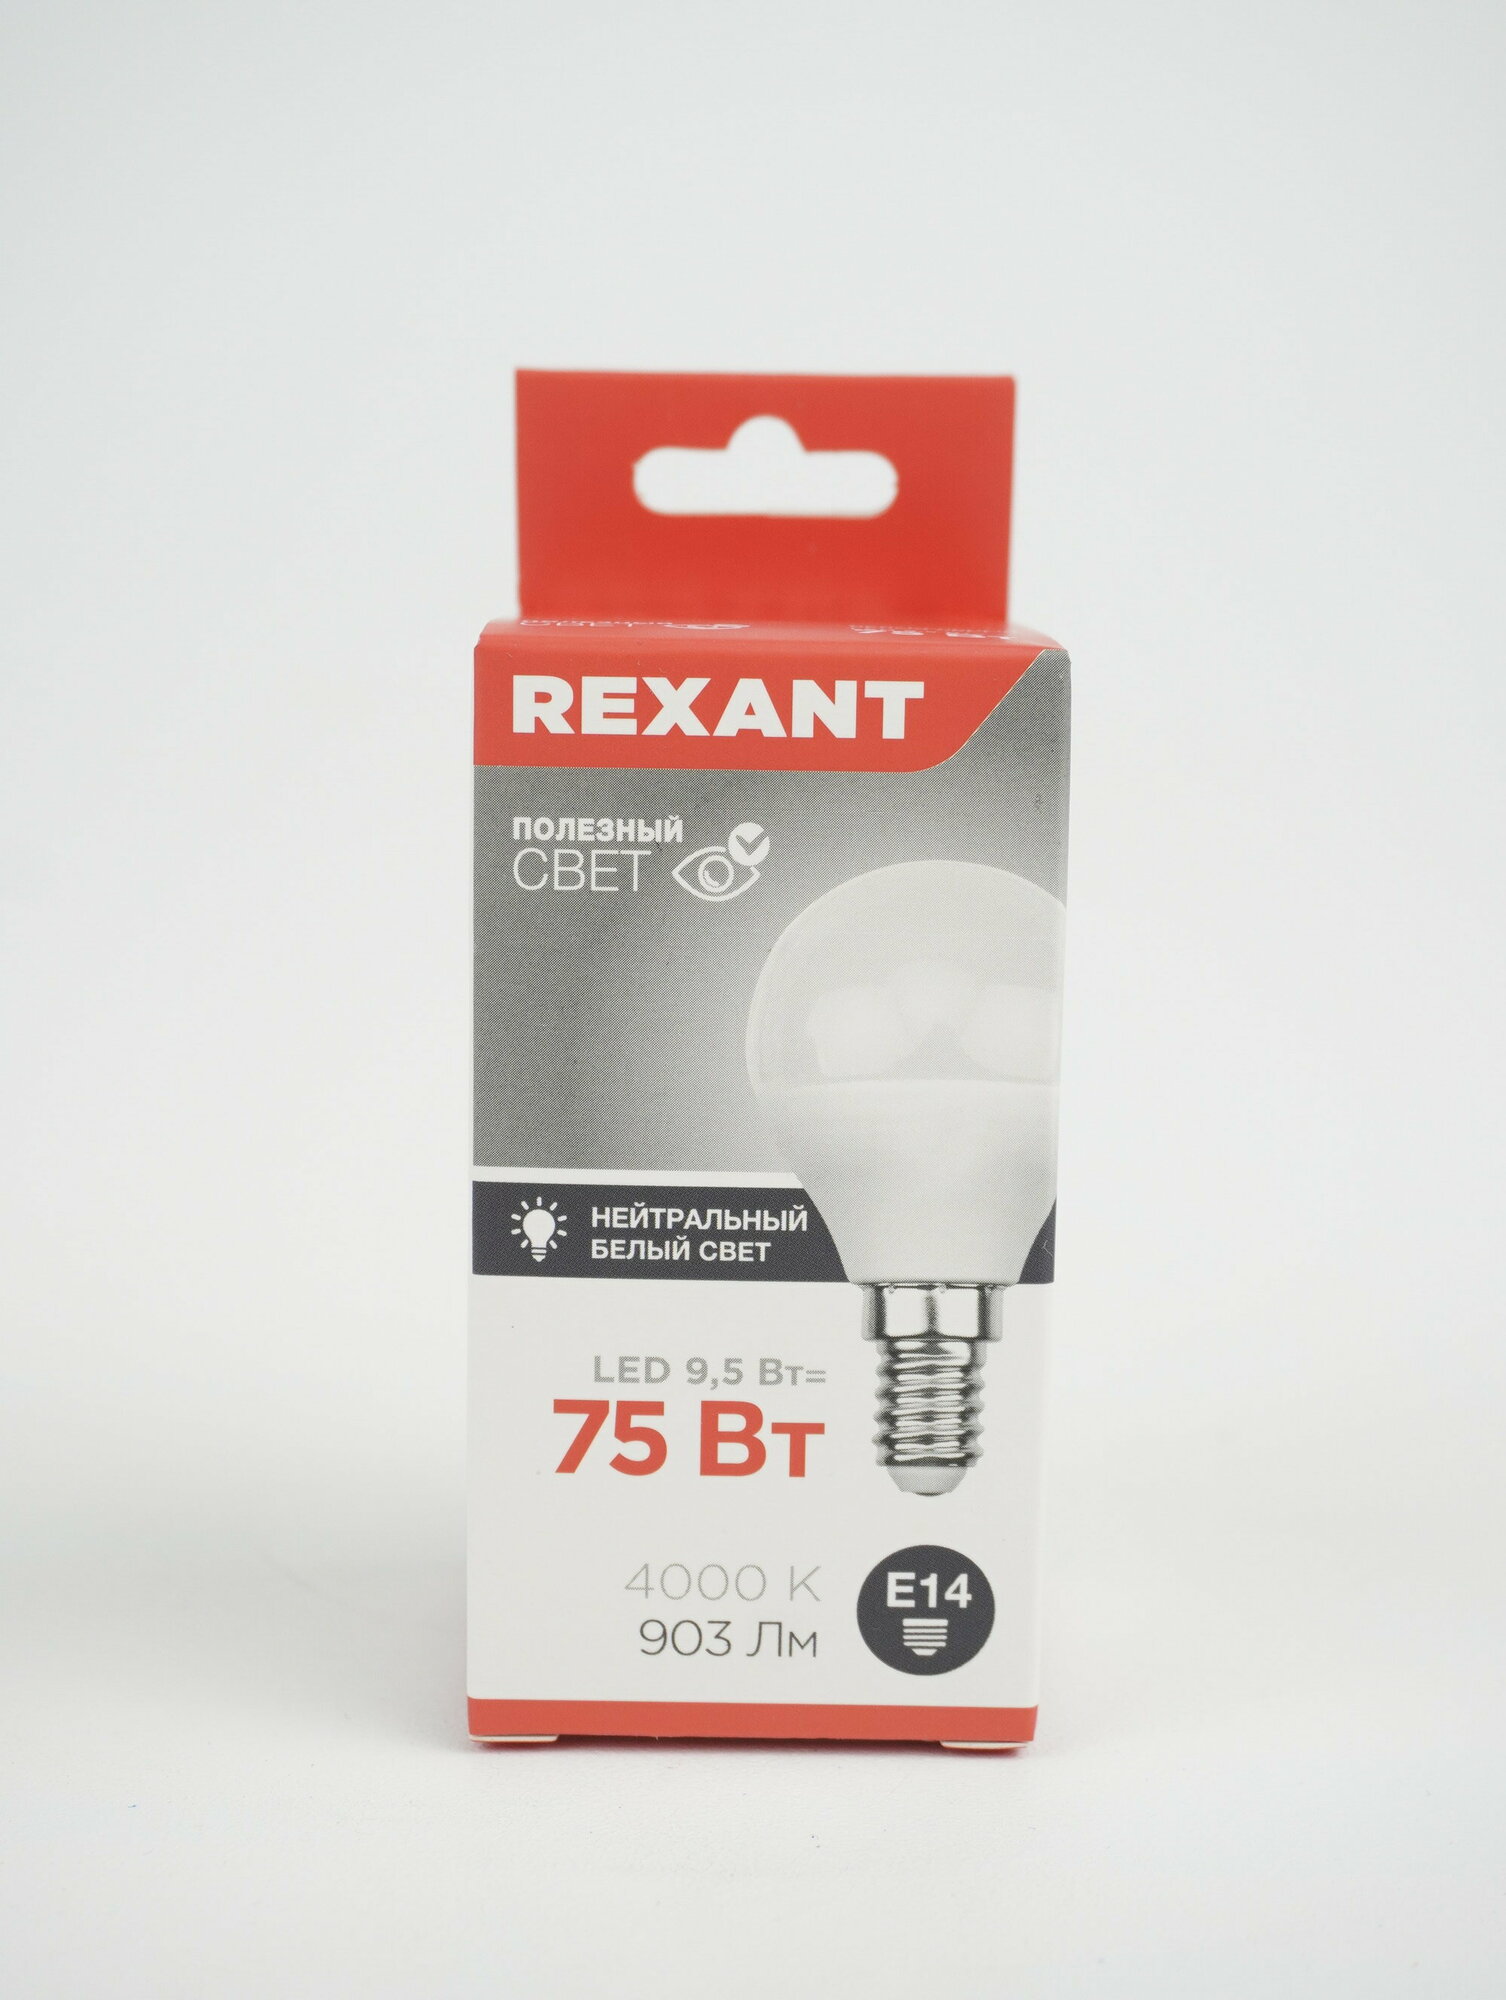 REXANT
ПОЛЕЗНЫЙ
СВЕТ
НЕЙТРАЛЬНЫЙ
БЕЛЫЙ СВЕТ
LED 9,5 Вт=
75 Вт
4000 К
903 Лм
E14